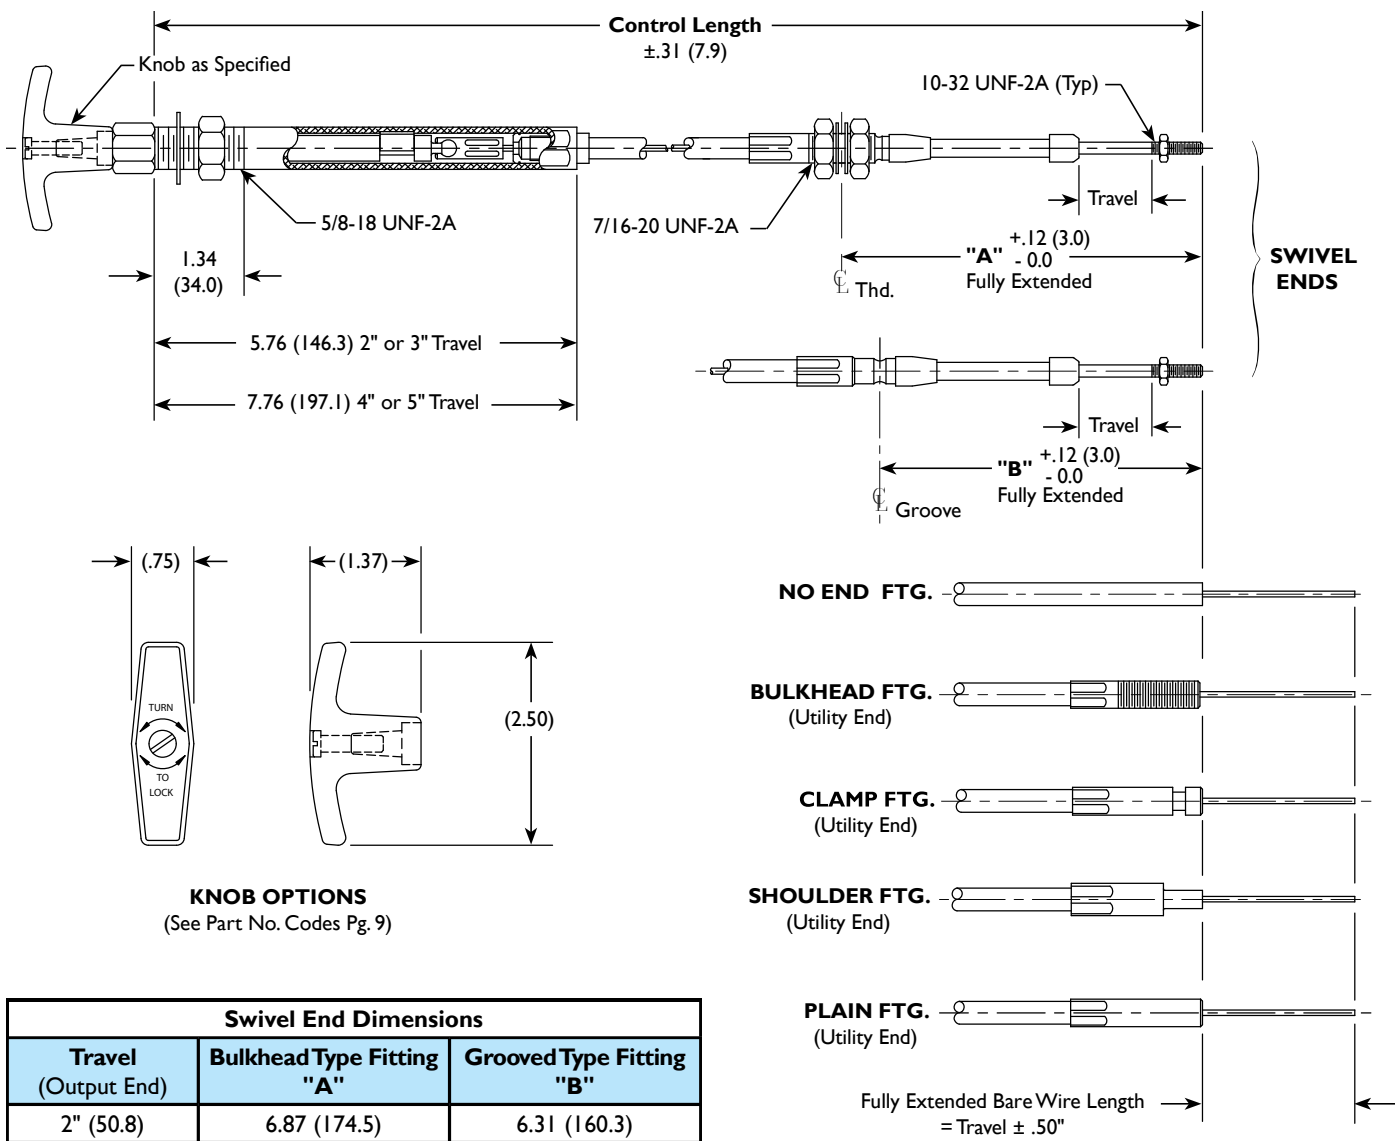 Control Length
±.31 (7.9)
Knob as Specified
10-32 UNF-2A (Typ)
5/8-18 UNF-2A
7/16-20 UNF-2A
Travel
1.34
(34.0)
"A" +.12 (3.0)
- 0.0
Fully Extended
SWIVEL
ENDS
℄ Thd.
5.76 (146.3) 2" or 3" Travel
7.76 (197.1) 4" or 5" Travel
Travel
"B" +.12 (3.0)
- 0.0
Fully Extended
℄ Groove
(.75)
(1.37)
(2.50)
TURN
TO
LOCK
KNOB OPTIONS
(See Part No. Codes Pg. 9)
NO END FTG.
BULKHEAD FTG.
(Utility End)
CLAMP FTG.
(Utility End)
SHOULDER FTG.
(Utility End)
PLAIN FTG.
(Utility End)
Fully Extended Bare Wire Length
= Travel ± .50"
Swivel End Dimensions
Travel
(Output End)
Bulkhead Type Fitting
"A"
Grooved Type Fitting
"B"
2" (50.8)
6.87 (174.5)
6.31 (160.3)